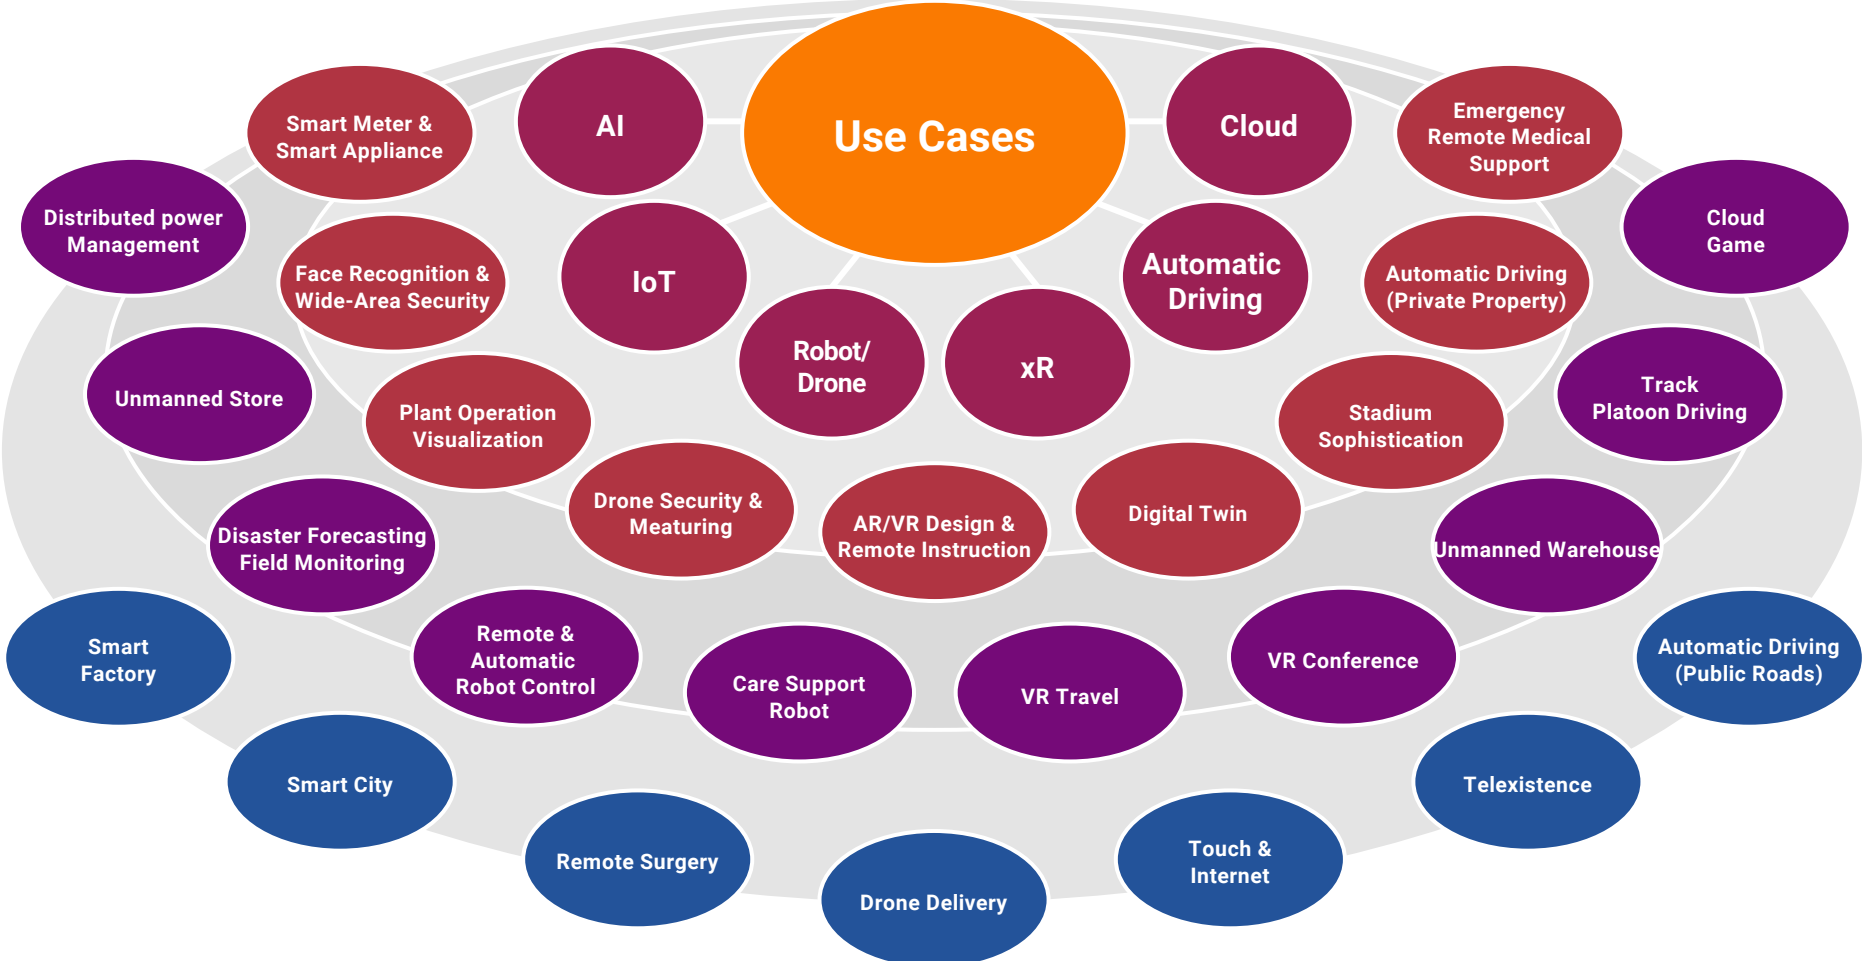 Use Cases
AI
Cloud
IoT
Automatic
Driving
Robot/
Drone
xR
Smart Meter &
Smart Appliance
Emergency
Remote Medical
Support
Face Recognition &
Wide-Area Security
Automatic Driving
(Private Property)
Plant Operation
Visualization
Stadium
Sophistication
Drone Security &
Meaturing
AR/VR Design &
Remote Instruction
Digital Twin
Distributed power
Management
Cloud
Game
Unmanned Store
Track
Platoon Driving
Disaster Forecasting
Field Monitoring
Unmanned Warehouse
Remote &
Automatic
Robot Control
Care Support
Robot
VR Travel
VR Conference
Smart
Factory
Automatic Driving
(Public Roads)
Smart City
Telexistence
Remote Surgery
Touch &
Internet
Drone Delivery